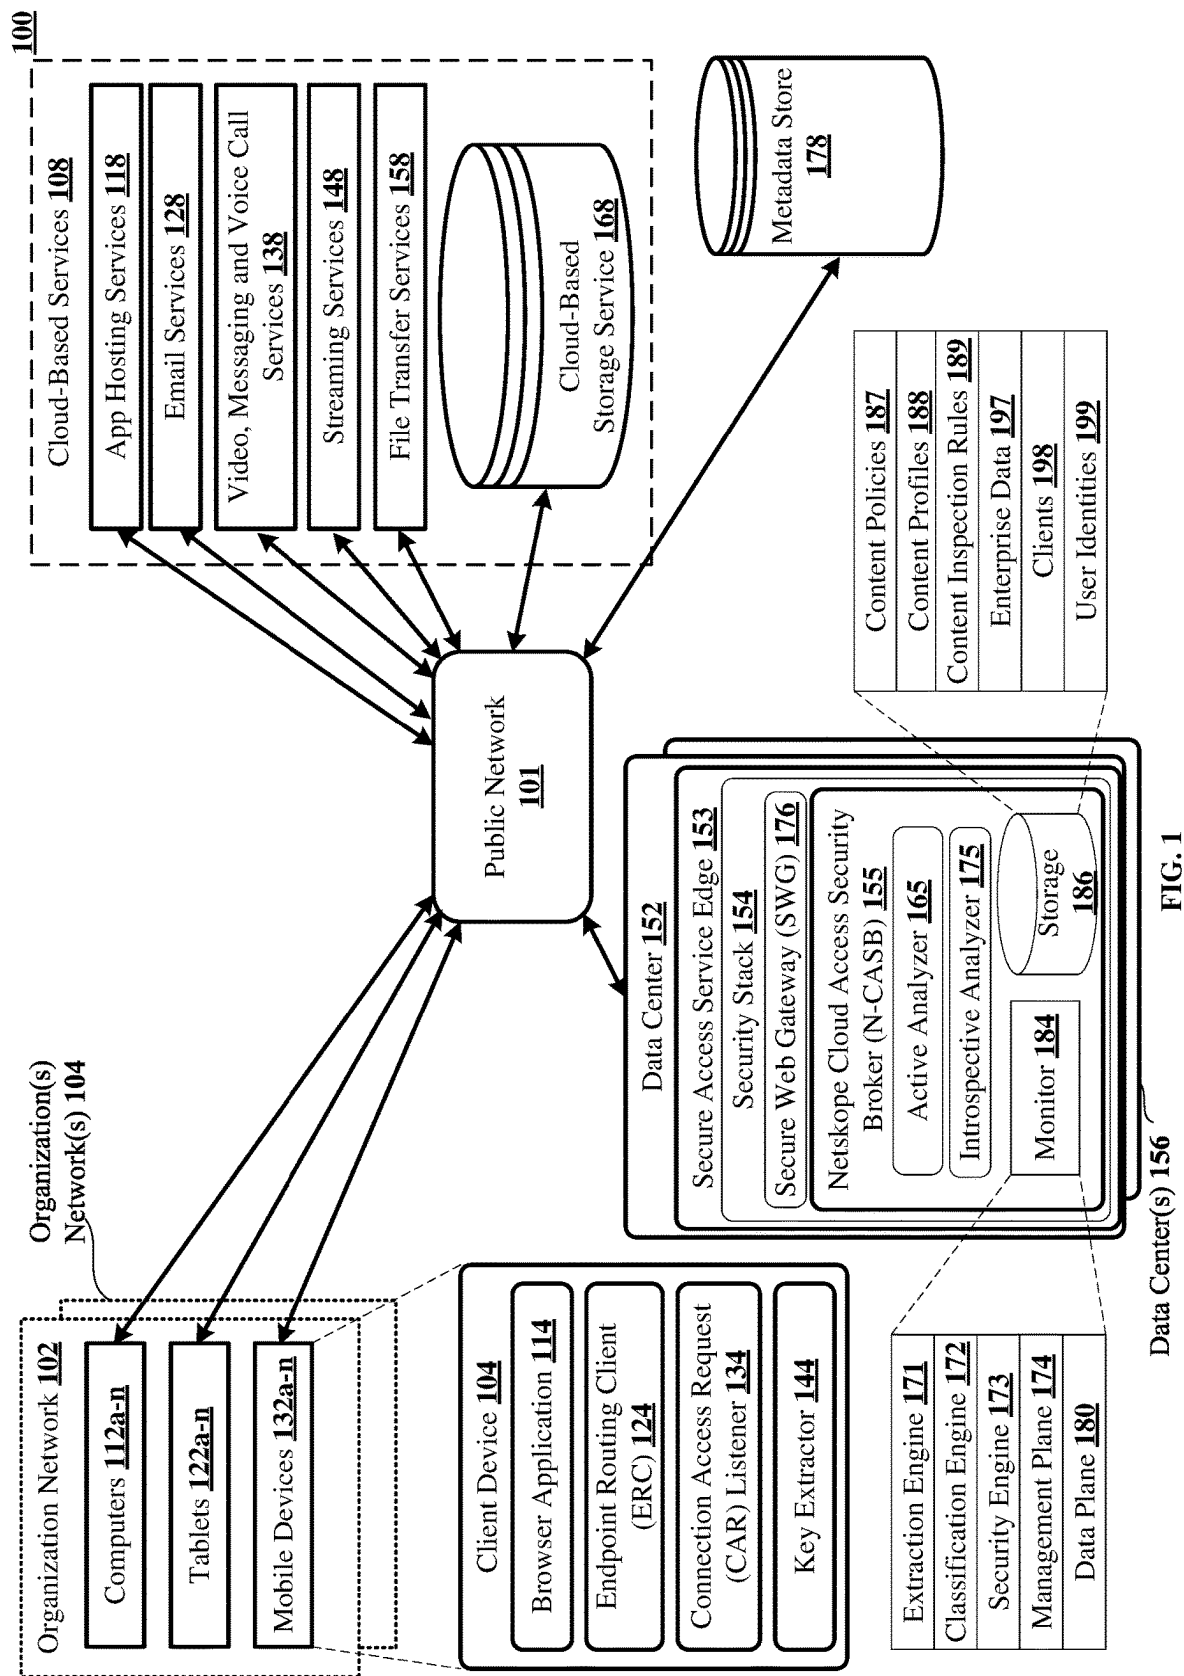 100
Organization Network 102
Computers 112a-n
Tablets 122a-n
Mobile Devices 132a-n
Organization(s)
Network(s) 104
Public Network
101
Cloud-Based Services 108
App Hosting Services 118
Email Services 128
Video, Messaging and Voice Call
Services 138
Streaming Services 148
File Transfer Services 158
Cloud-Based
Storage Service 168
Metadata Store
178
Client Device 104
Browser Application 114
Endpoint Routing Client
(ERC) 124
Connection Access Request
(CAR) Listener 134
Key Extractor 144
Data Center 152
Secure Access Service Edge 153
Security Stack 154
Secure Web Gateway (SWG) 176
Netskope Cloud Access Security
Broker (N-CASB) 155
Active Analyzer 165
Introspective Analyzer 175
Monitor 184
Storage
186
Content Policies 187
Content Profiles 188
Content Inspection Rules 189
Enterprise Data 197
Clients 198
User Identities 199
Extraction Engine 171
Classification Engine 172
Security Engine 173
Management Plane 174
Data Plane 180
Data Center(s) 156
FIG. 1